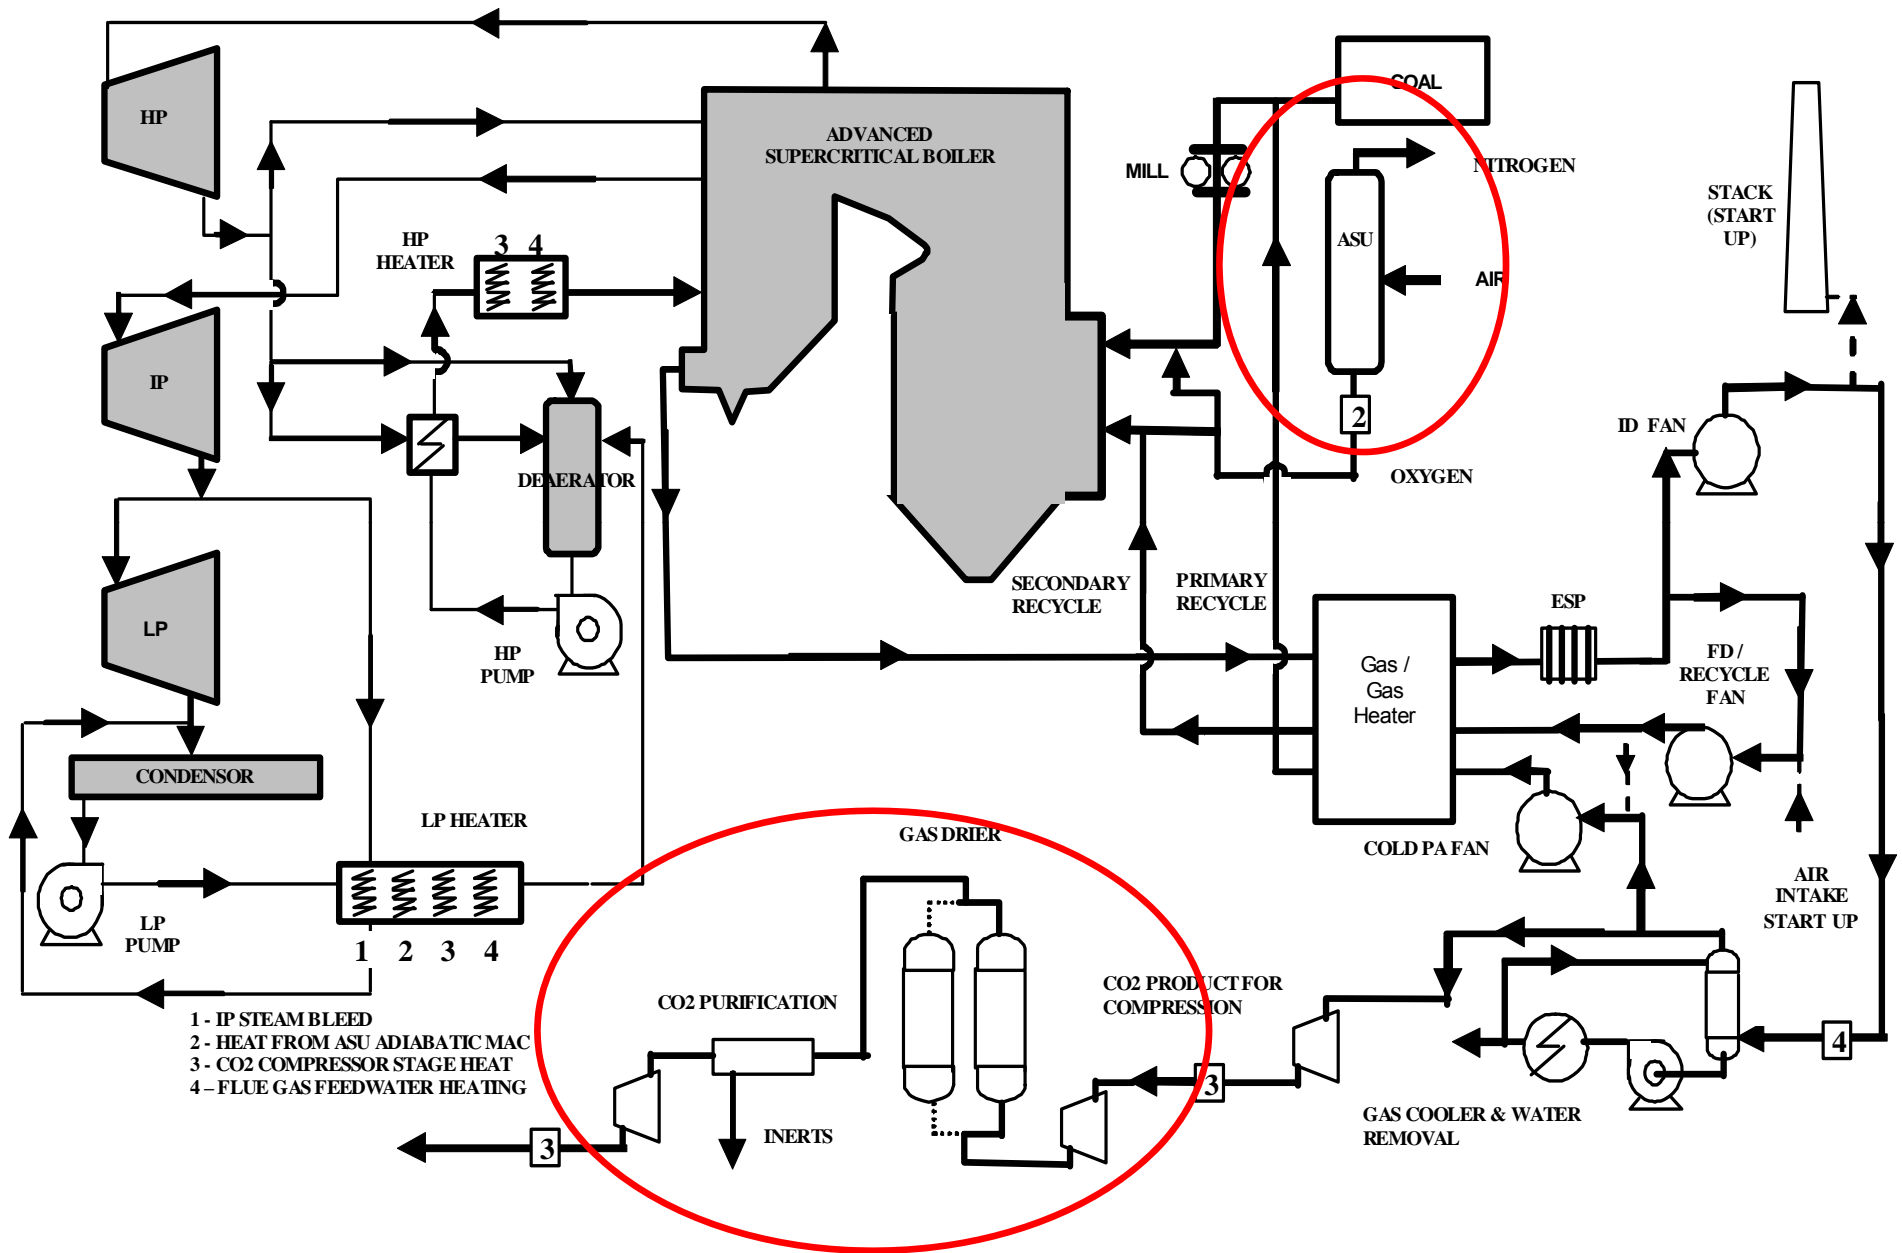 COAL
HP
ADVANCED
SUPERCRITICAL BOILER
MILL
NITROGEN
STACK
(START
UP)
ASU
HP
HEATER
3 4
AIR
IP
2
ID FAN
DEAERATOR
OXYGEN
SECONDARY
RECYCLE
PRIMARY
RECYCLE
ESP
LP
HP
PUMP
Gas /
Gas
Heater
FD /
RECYCLE
FAN
CONDENSOR
LP HEATER
GAS DRIER
COLD PA FAN
AIR
INTAKE
START UP
LP
PUMP
1 2 3 4
CO2 PURIFICATION
CO2 PRODUCT FOR
COMPRESSION
1 - IP STEAM BLEED
2 - HEAT FROM ASU ADIABATIC MAC
3 - CO2 COMPRESSOR STAGE HEAT
4 – FLUE GAS FEEDWATER HEATING
4
3
INERTS
3
GAS COOLER & WATER
REMOVAL